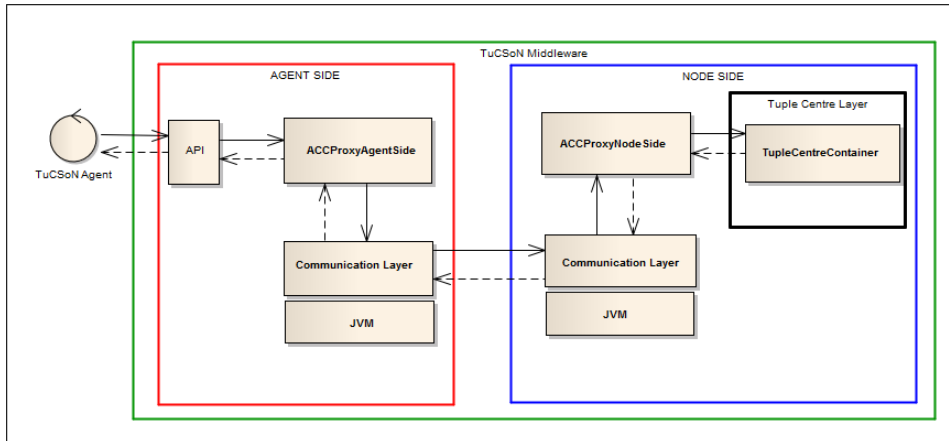 TuCSoN Middleware
AGENT SIDE
NODE SIDE
Tuple Centre Layer
TuCSoN Agent
API
ACCProxyAgentSide
ACCProxyNodeSide
TupleCentreContainer
Communication Layer
Communication Layer
JVM
JVM